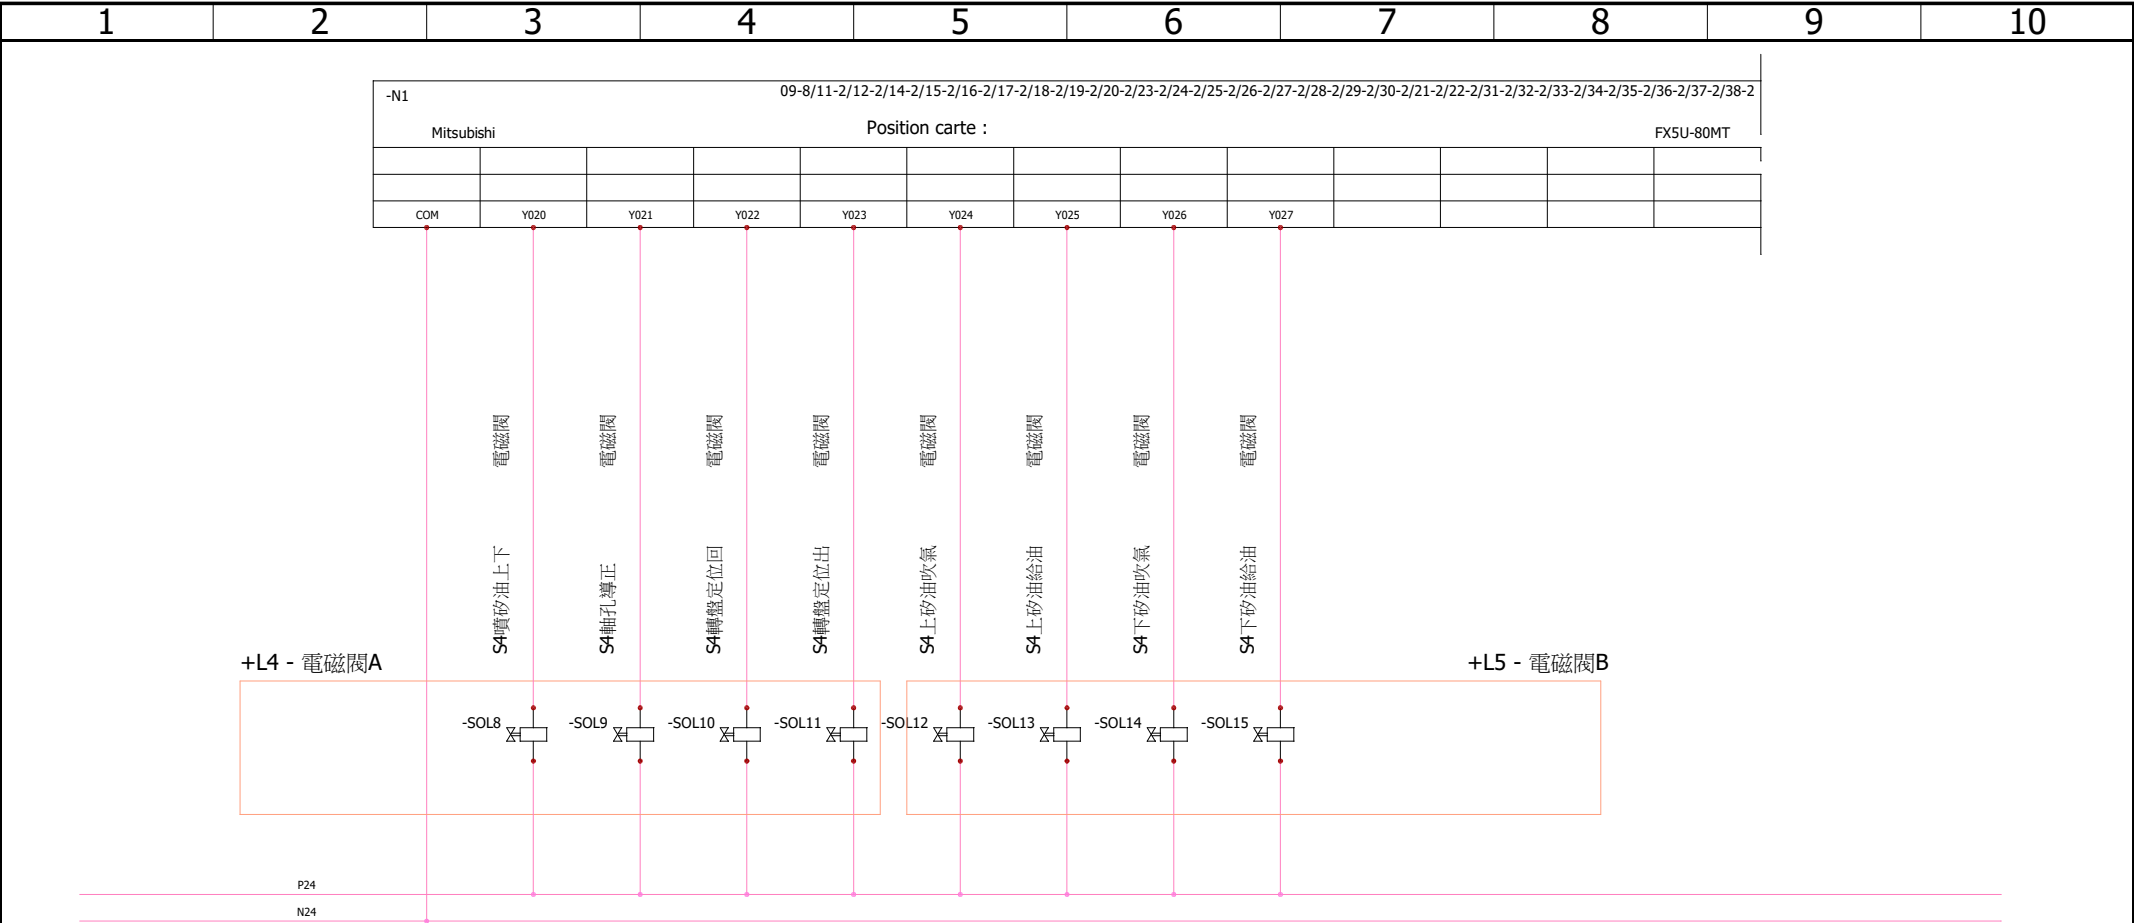 1 2 3 4 5 6 7 8 9 10
-N1 09-8/11-2/12-2/14-2/15-2/16-2/17-2/18-2/19-2/20-2/23-2/24-2/25-2/26-2/27-2/28-2/29-2/30-2/21-2/22-2/31-2/32-2/33-2/34-2/35-2/36-2/37-2/38-2
Mitsubishi Position carte : FX5U-80MT
COM Y020 Y021 Y022 Y023 Y024 Y025 Y026 Y027
S4噴矽油上下 電磁閥
S4軸孔導正 電磁閥
S4轉盤定位回 電磁閥
S4轉盤定位出 電磁閥
S4上矽油吹氣 電磁閥
S4上矽油給油 電磁閥
S4下矽油吹氣 電磁閥
S4下矽油給油 電磁閥
+L4 - 電磁閥A +L5 - 電磁閥B
-SOL8 -SOL9 -SOL10 -SOL11 -SOL12 -SOL13 -SOL14 -SOL15
P24
N24